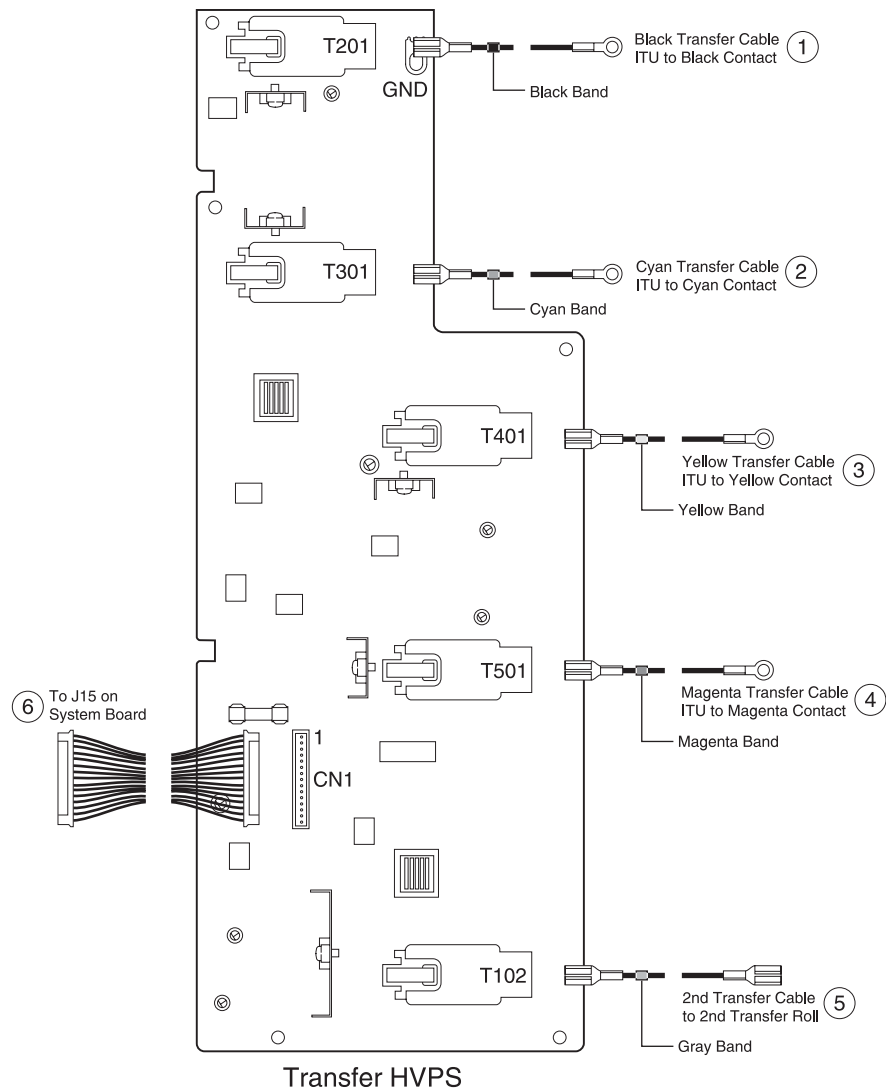 T201
GND
Black Transfer Cable
ITU to Black Contact
1
Black Band
T301
Cyan Transfer Cable
ITU to Cyan Contact
2
Cyan Band
T401
Yellow Transfer Cable
ITU to Yellow Contact
3
Yellow Band
T501
Magenta Transfer Cable
ITU to Magenta Contact
4
Magenta Band
6
To J15 on
System Board
1
CN1
T102
2nd Transfer Cable
to 2nd Transfer Roll
5
Gray Band
Transfer HVPS